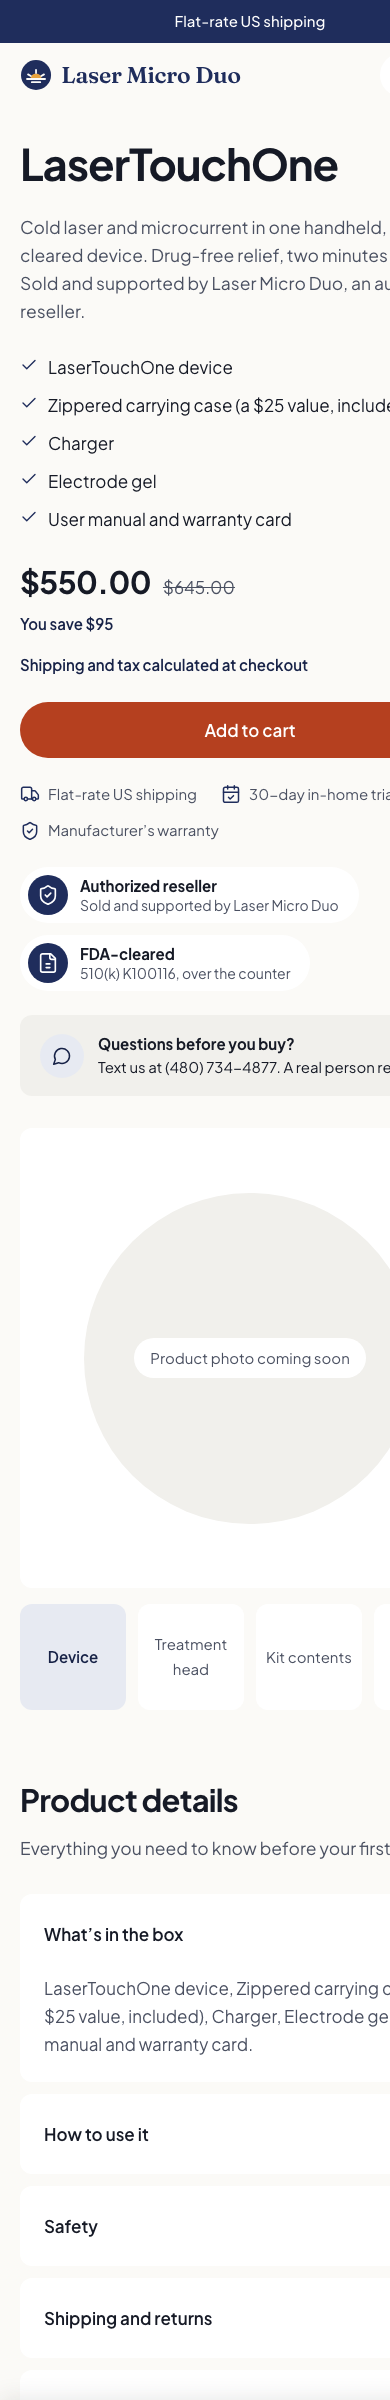 Flat-rate US shipping
Laser Micro Duo
LaserTouchOne
Cold laser and microcurrent in one handheld,
cleared device. Drug-free relief, two minutes
Sold and supported by Laser Micro Duo, an
reseller.
LaserTouchOne device
Zippered carrying case (a $25 value,
Charger
Electrode gel
User manual and warranty card
$550.00 $645.00
You save $95
Shipping and tax calculated at checkout
Add to cart
Flat-rate US shipping
30-day in-home
Manufacturer's warranty
Authorized reseller
Sold and supported by Laser Micro Duo
FDA-cleared
510(k) K100116, over the counter
Questions before you buy?
Text us at (480) 734-4877. A real person
Product photo coming soon
Device
Treatment
head
Kit contents
Product details
Everything you need to know before your first
What's in the box
LaserTouchOne device, Zippered carrying
$25 value, included), Charger, Electrode
manual and warranty card.
How to use it
Safety
Shipping and returns